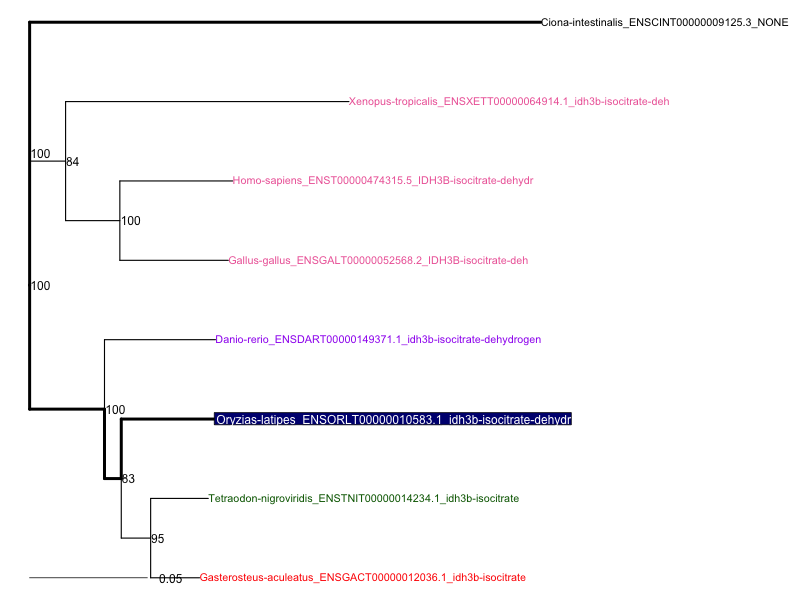 Ciona-intestinalis_ENSCINT00000009125.3_NONE
Xenopus-tropicalis_ENSXETT00000064914.1_idh3b-isocitrate-deh
100
84
Homo-sapiens_ENST00000474315.5_IDH3B-isocitrate-dehydr
100
Gallus-gallus_ENSGALT00000052568.2_IDH3B-isocitrate-deh
100
Danio-rerio_ENSDART00000149371.1_idh3b-isocitrate-dehydrogen
100
Oryzias-latipes_ENSORLT00000010583.1_idh3b-isocitrate-dehydr
83
Tetraodon-nigroviridis_ENSTNIT00000014234.1_idh3b-isocitrate
95
0.05
Gasterosteus-aculeatus_ENSGACT00000012036.1_idh3b-isocitrate